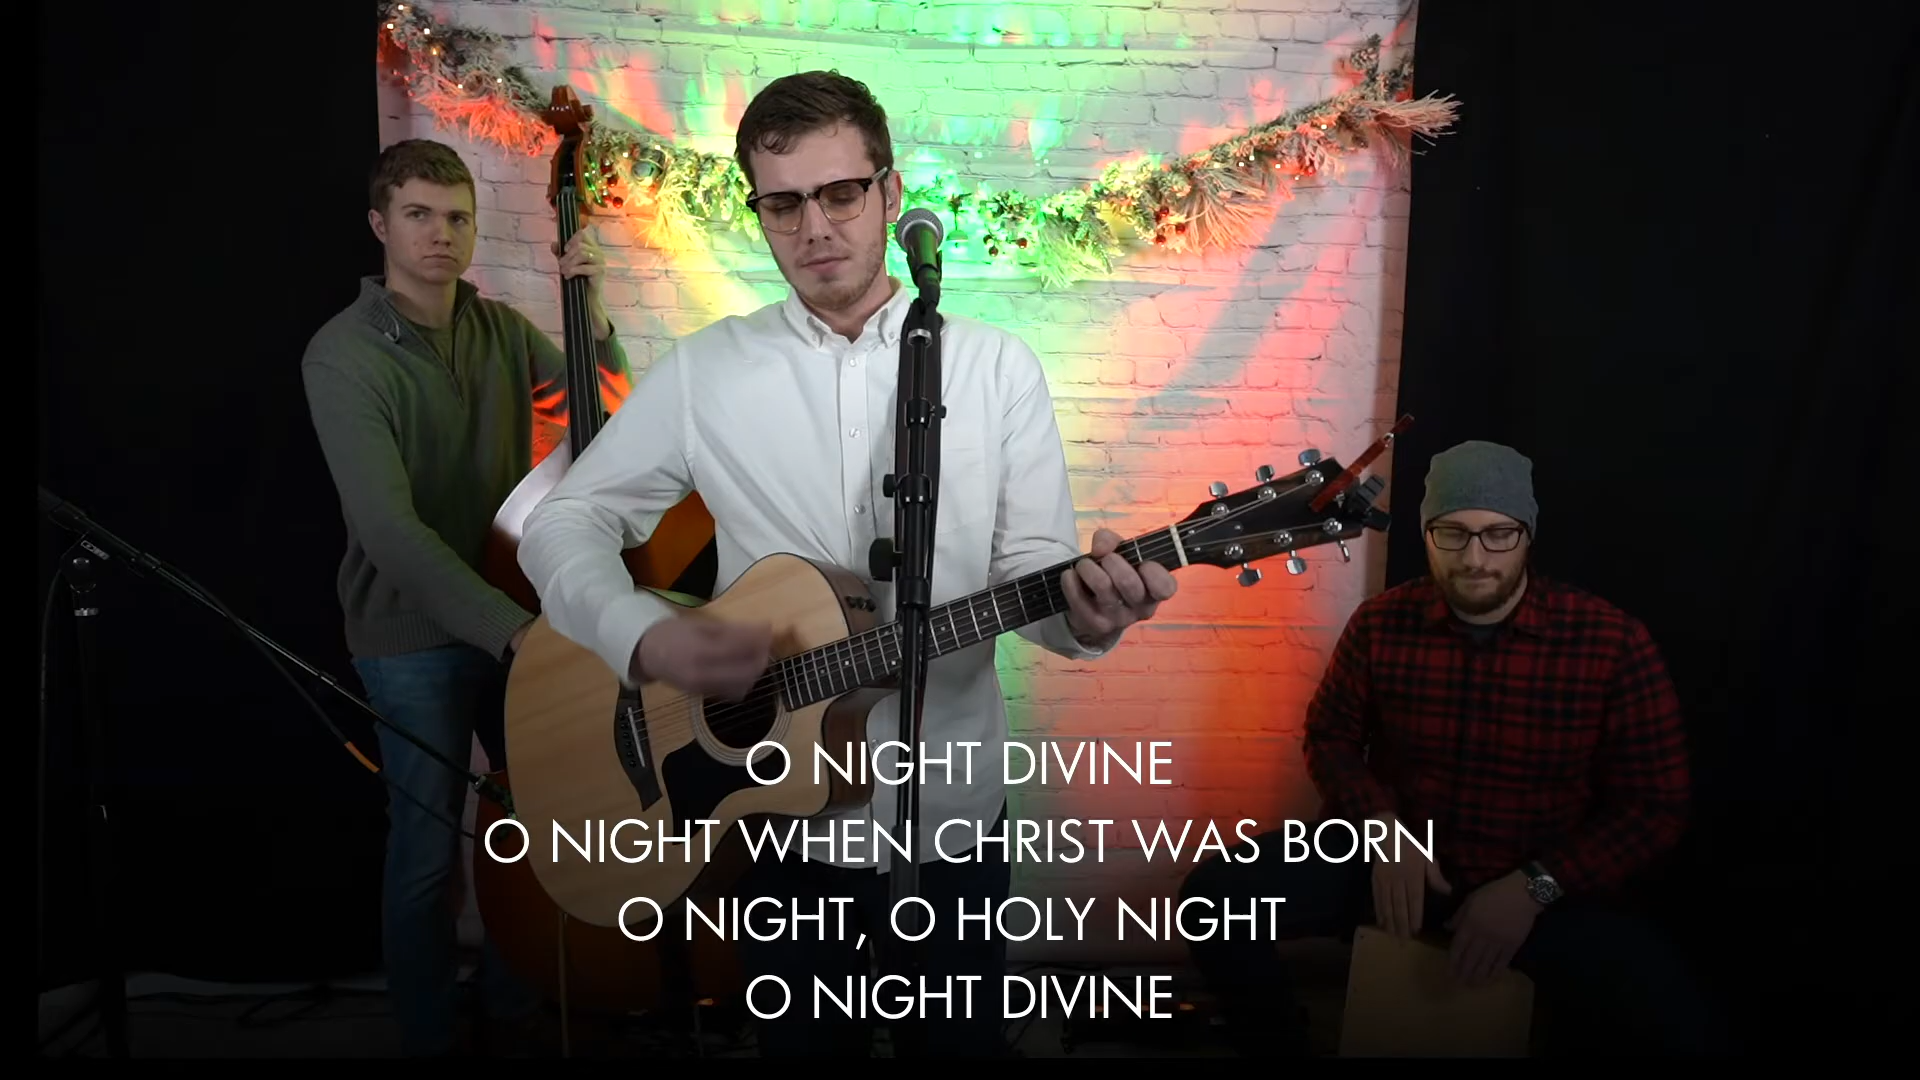 O NIGHT DIVINE
O NIGHT WHEN CHRIST WAS BORN
O NIGHT, O HOLY NIGHT
O NIGHT DIVINE